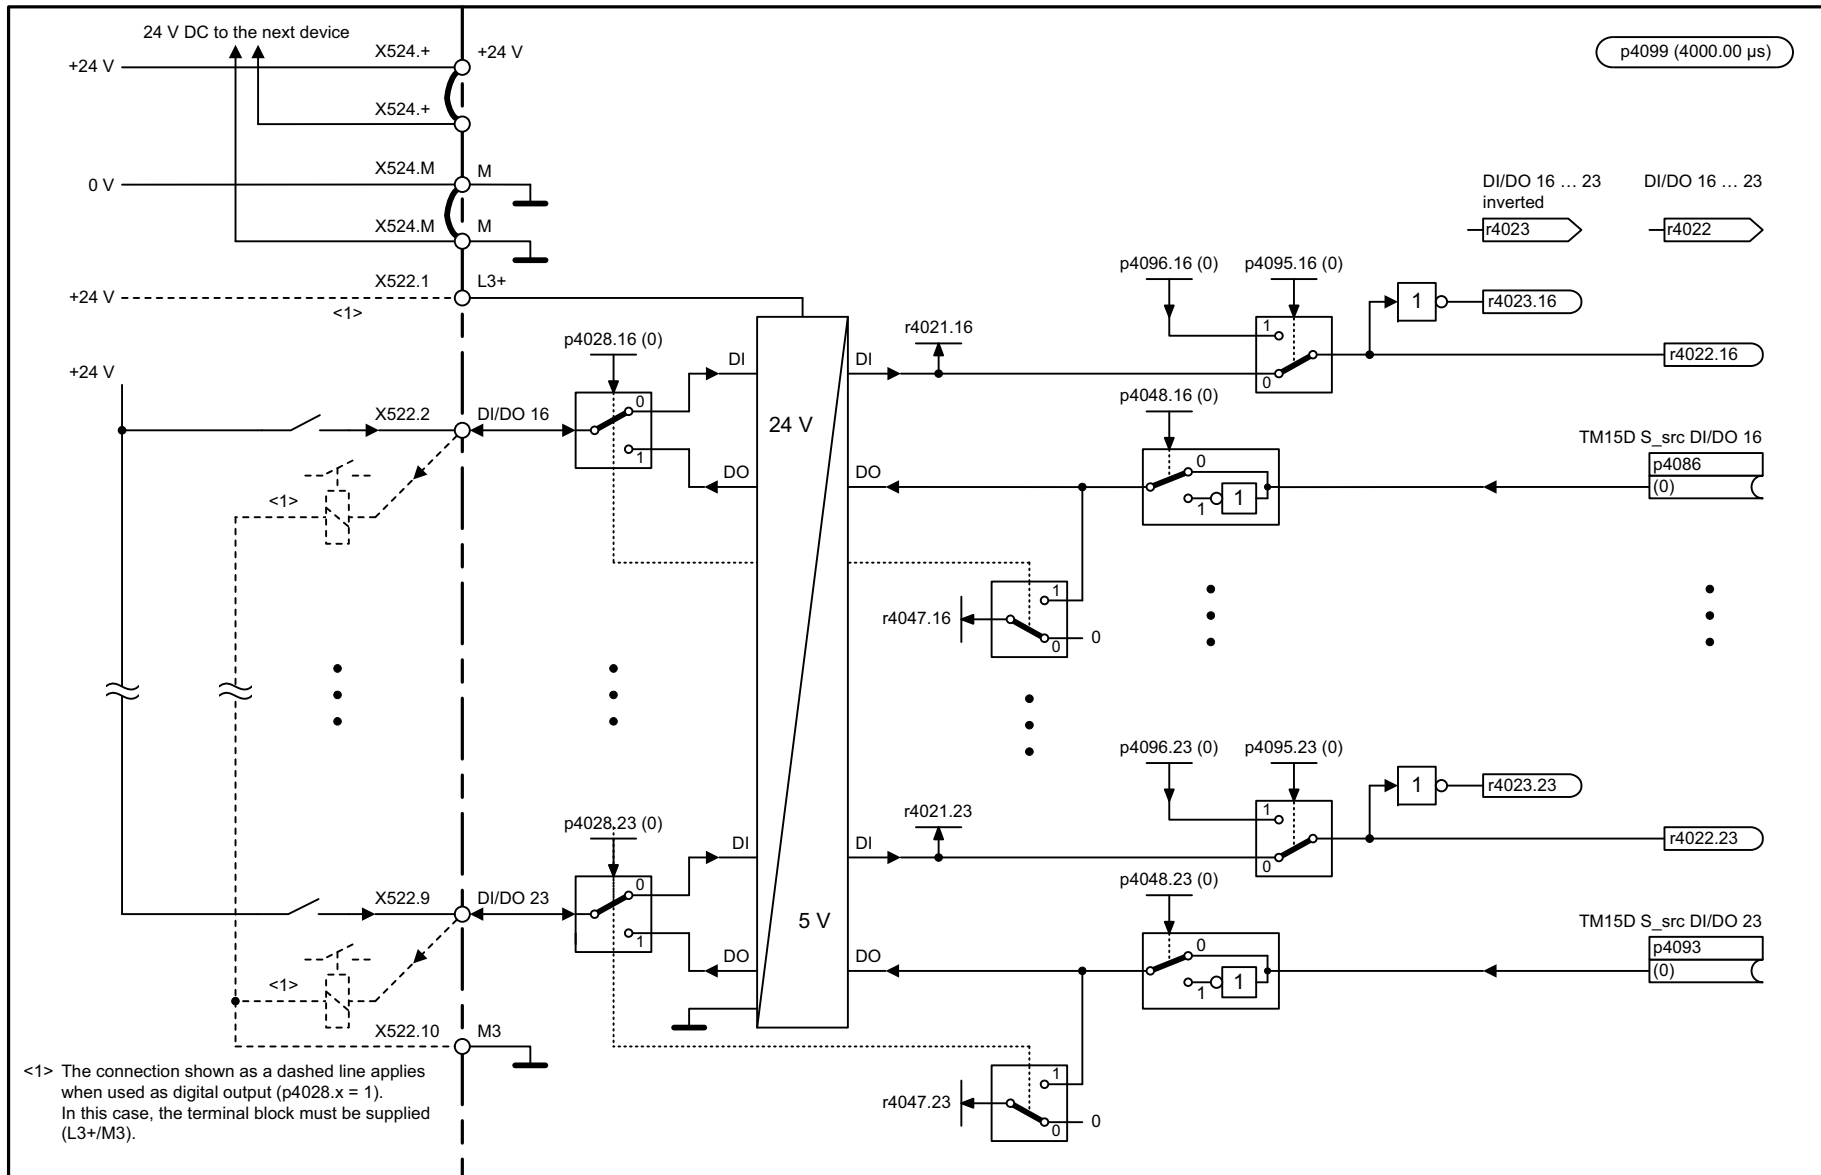 24 V DC to the next device
X524.+
+24 V
+24 V
p4099 (4000.00 µs)
X524.+
X524.M
M
0 V
DI/DO 16 … 23
inverted
DI/DO 16 … 23
X524.M
M
r4023
r4022
X522.1
L3+
+24 V
<1>
p4096.16 (0)
p4095.16 (0)
1
r4023.16
r4021.16
1
0
r4022.16
p4028.16 (0)
+24 V
DI
DI
X522.2
DI/DO 16
0
1
24 V
p4048.16 (0)
TM15D S_src DI/DO 16
p4086
(0)
DO
DO
0
1
1
<1>
r4047.16
1
0
0
p4096.23 (0)
p4095.23 (0)
1
r4023.23
r4021.23
1
0
r4022.23
p4028.23 (0)
DI
DI
X522.9
DI/DO 23
0
1
5 V
p4048.23 (0)
TM15D S_src DI/DO 23
p4093
(0)
DO
DO
0
1
1
<1>
X522.10
M3
r4047.23
1
0
0
<1> The connection shown as a dashed line applies
when used as digital output (p4028.x = 1).
In this case, the terminal block must be supplied
(L3+/M3).